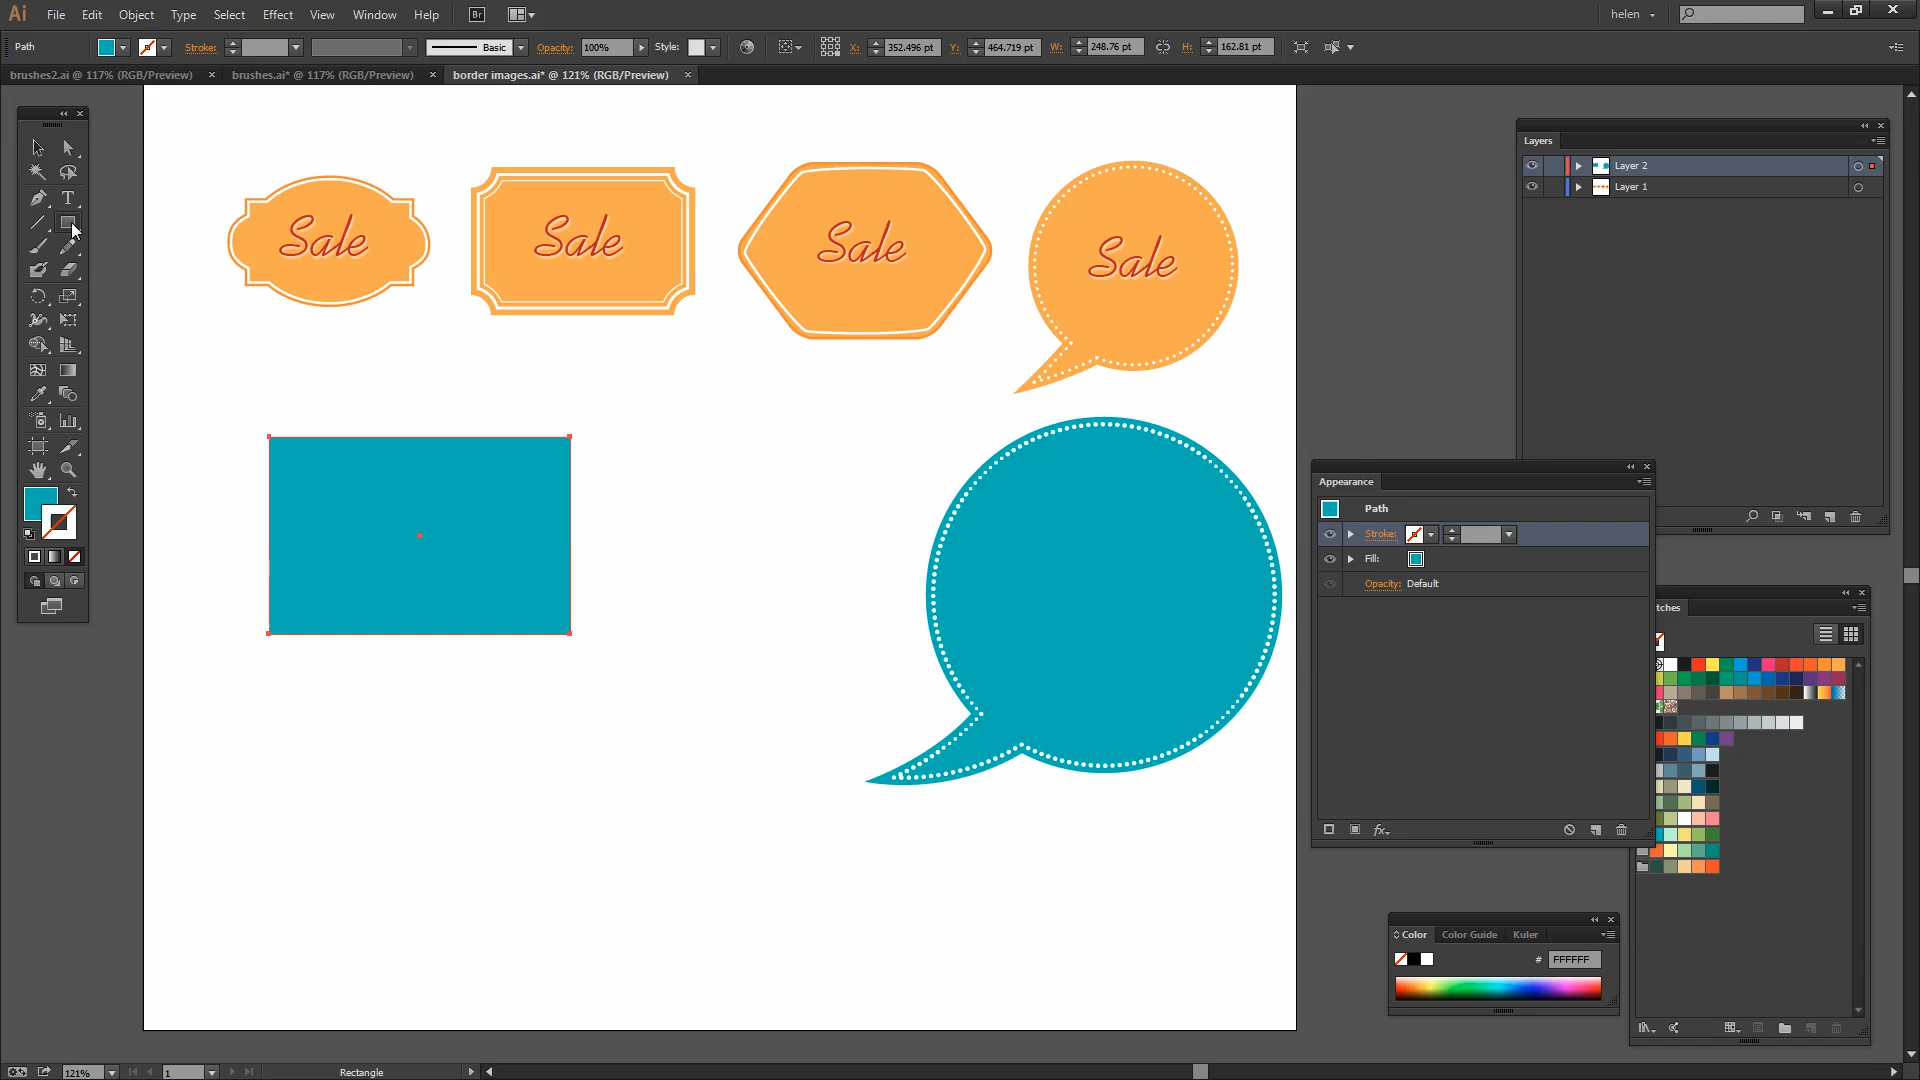 Ai File Edit Object Type Select Effect View Window Help Br helen
Path Stroke: Basic Opacity: 100% Style: X: 352.496 pt Y: 464.719 pt W: 248.76 pt H: 162.81 pt
brushes2.ai @ 117% (RGB/Preview) × brushes.ai* @ 117% (RGB/Preview) × border images.ai* @ 121% (RGB/Preview) ×
Layers
Layer 2
Layer 1
Sale Sale Sale Sale
Appearance
Path
Stroke:
Fill:
Opacity: Default
fx
tches
Color Color Guide Kuler
# FFFFFF
121% 1 Rectangle